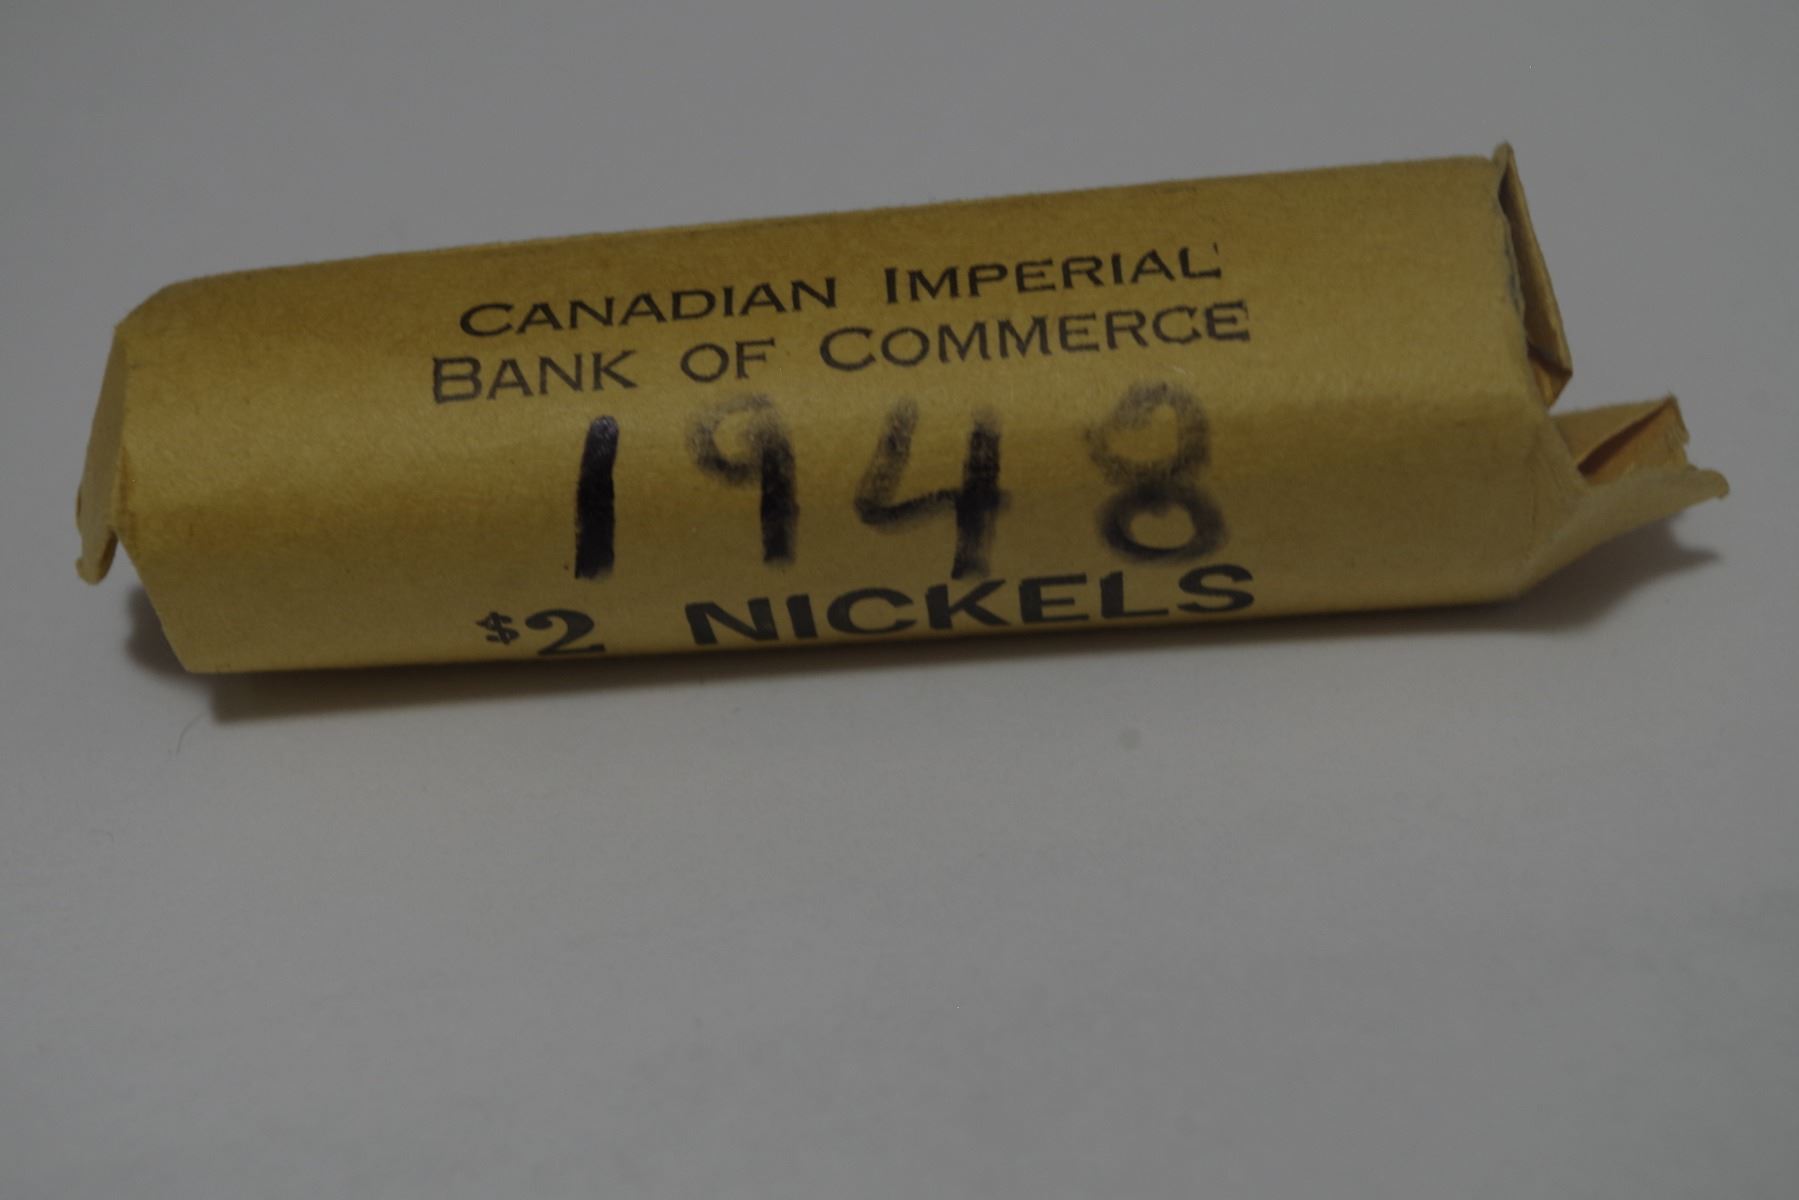 CANADIAN IMPERIAL
BANK OF COMMERCE
1948
$2 NICKELS